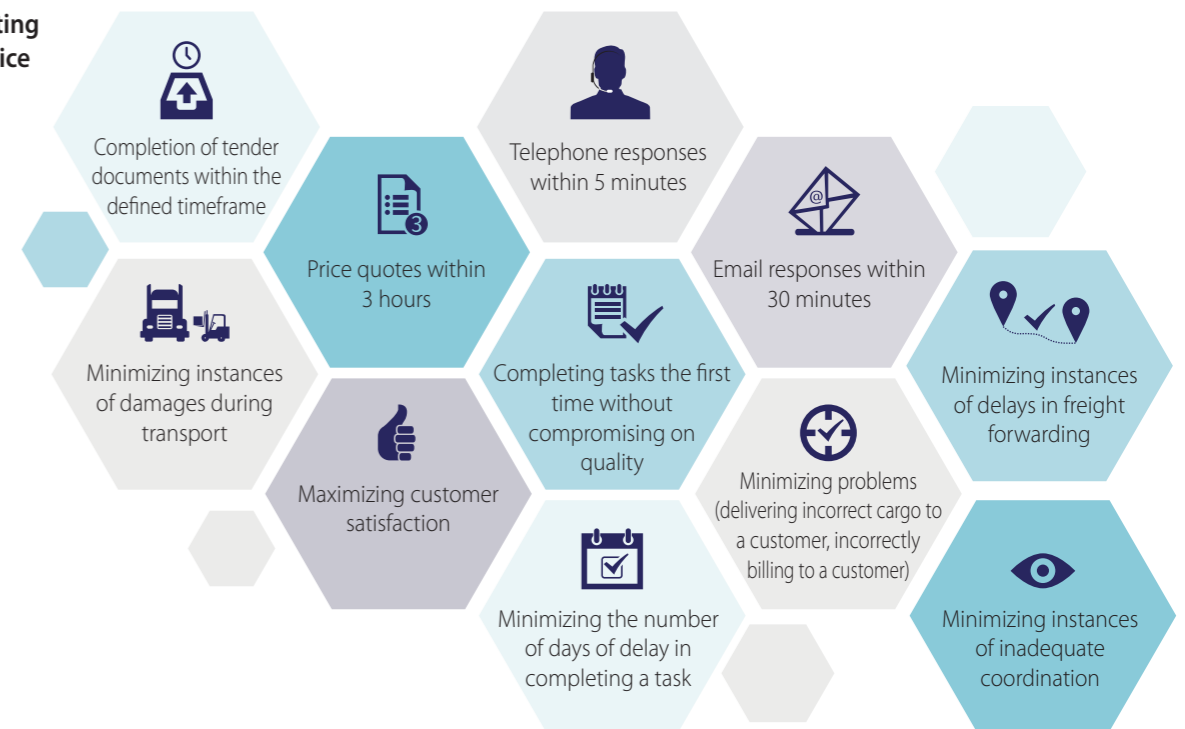 Completion of tender
documents within the
defined timeframe
Telephone responses
within 5 minutes
3
Price quotes within
3 hours
@
Email responses within
30 minutes
Minimizing instances
of damages during
transport
Completing tasks the first
time without
compromising on
quality
Minimizing instances
of delays in freight
forwarding
Maximizing customer
satisfaction
Minimizing problems
(delivering incorrect cargo to
a customer, incorrectly
billing to a customer)
Minimizing the number
of days of delay in
completing a task
Minimizing instances
of inadequate
coordination